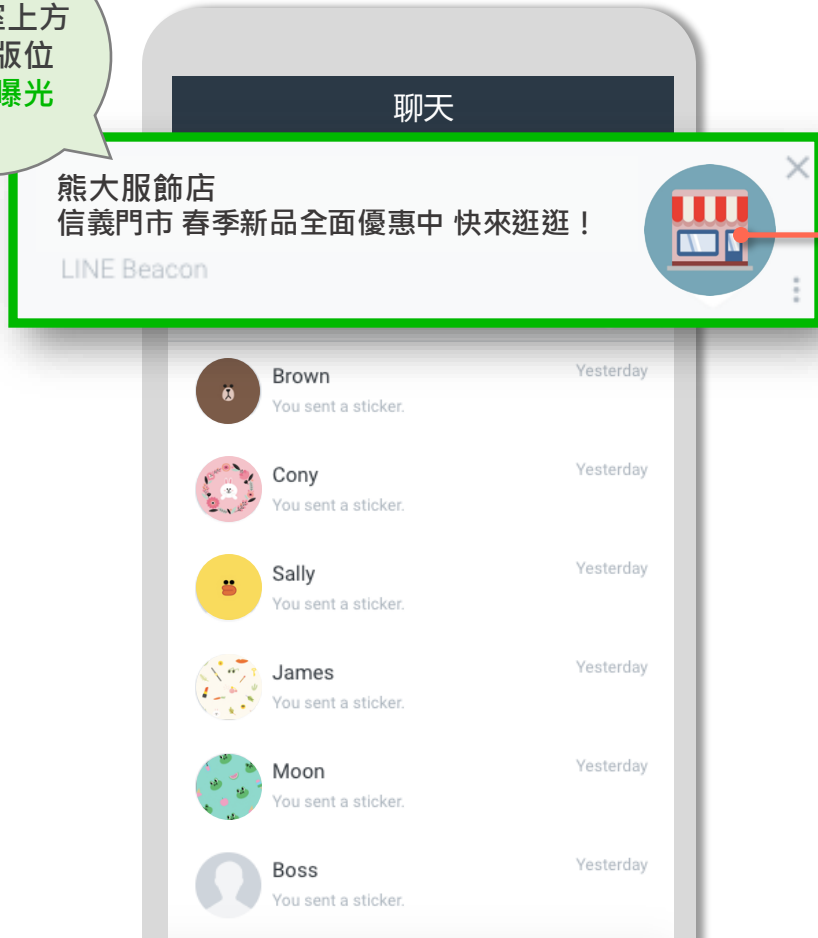 室上方
版位
曝光
聊天
熊大服飾店
信義門市 春季新品全面優惠中 快來逛逛！
LINE Beacon
Brown
Yesterday
You sent a sticker.
Cony
Yesterday
You sent a sticker.
Sally
Yesterday
You sent a sticker.
James
Yesterday
You sent a sticker.
Moon
Yesterday
You sent a sticker.
Boss
Yesterday
You sent a sticker.